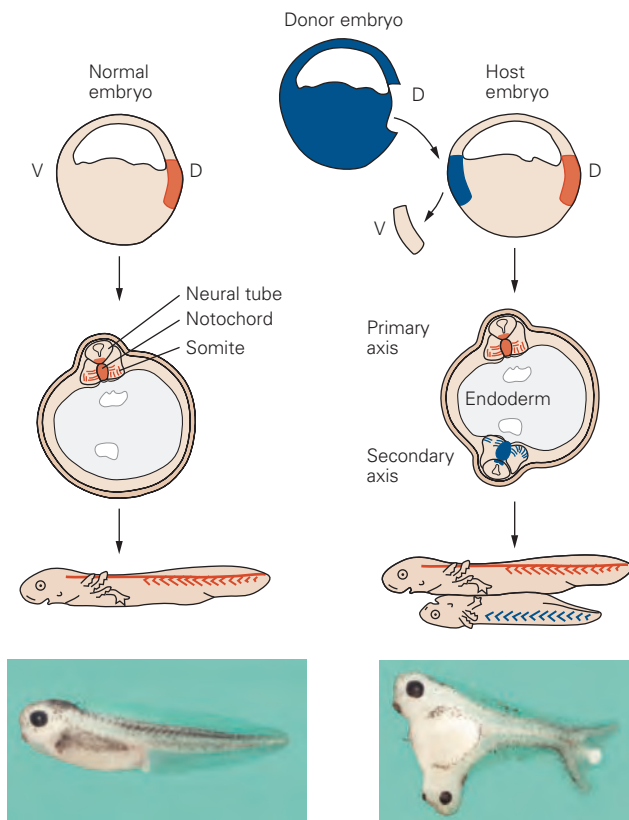 Donor embryo
Normal
embryo
Host
embryo
D
V
D
D
V
Neural tube
Notochord
Somite
Primary
axis
Endoderm
Secondary
axis